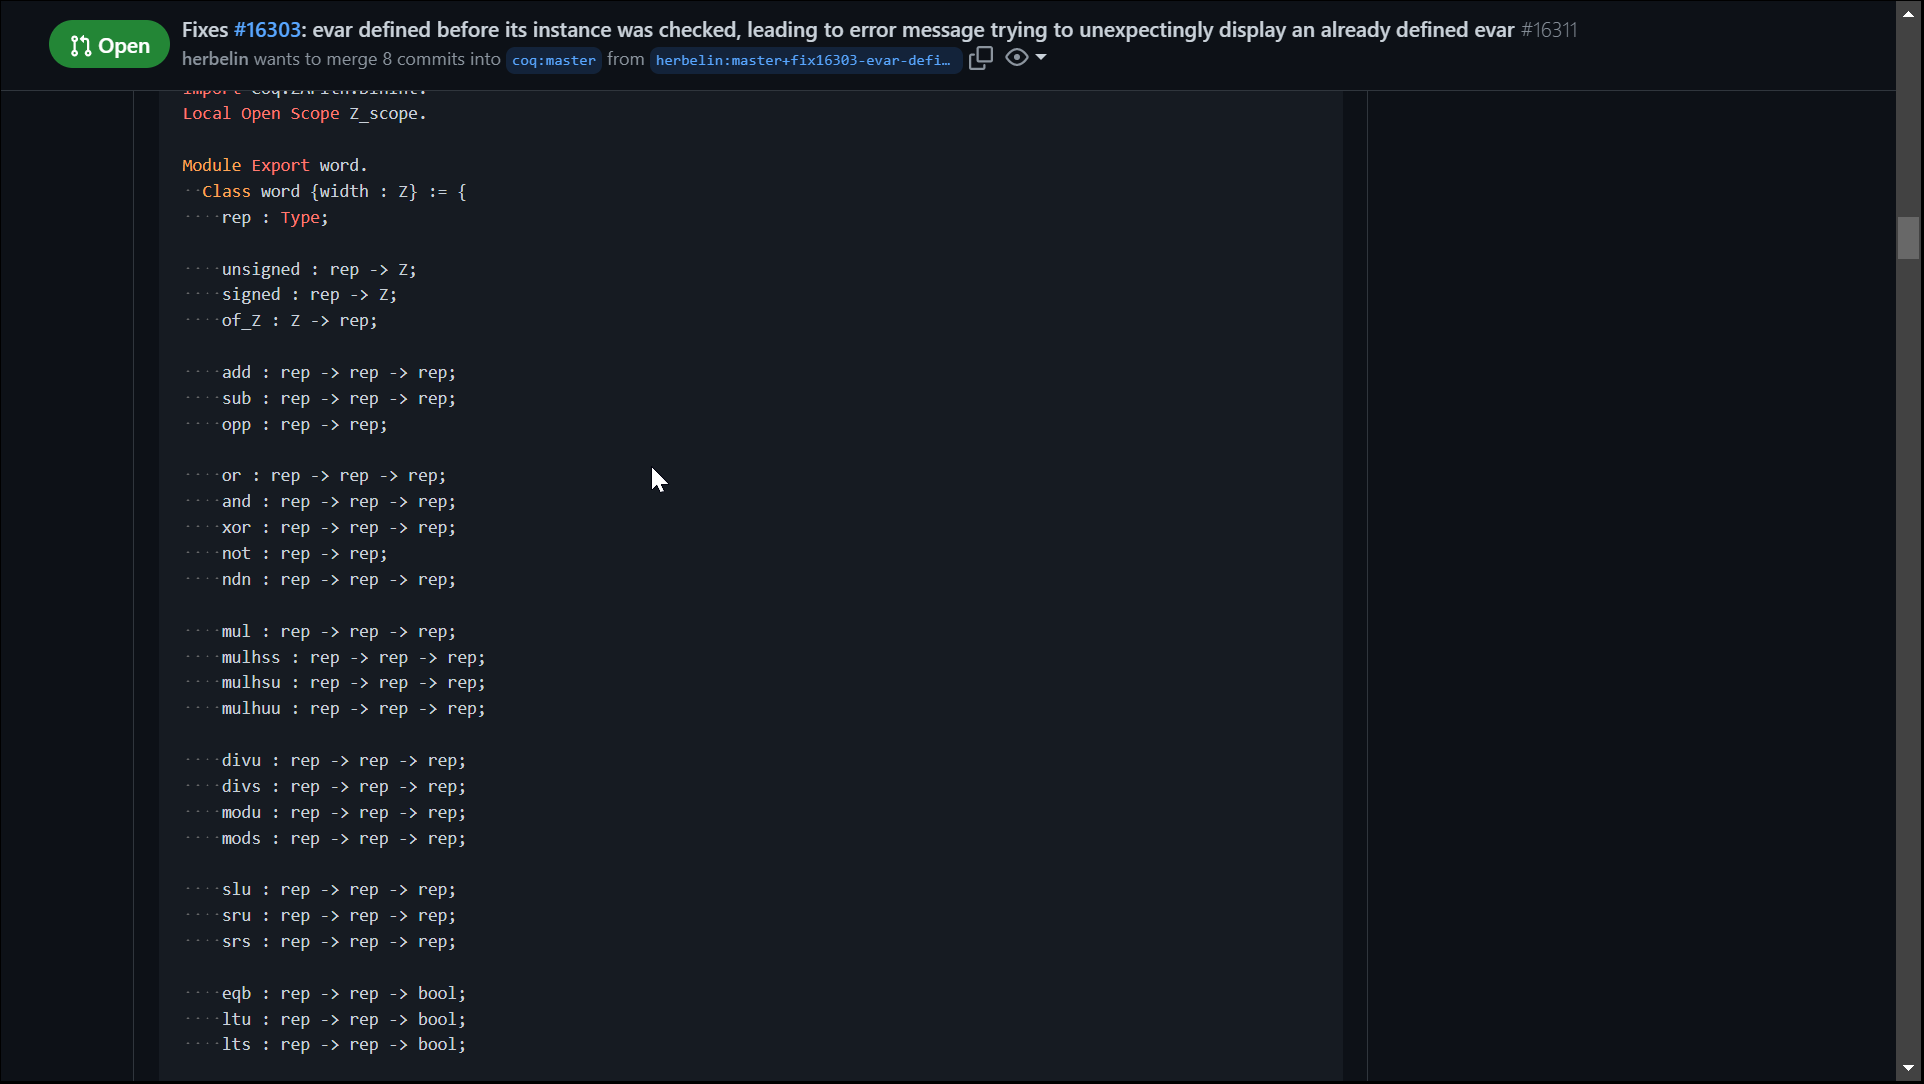 Open
Fixes #16303: evar defined before its instance was checked, leading to error message trying to unexpectingly display an already defined evar #16311
herbelin wants to merge 8 commits into coq:master from herbelin:master+fix16303-evar-defi…
Local Open Scope Z_scope.
Module Export word.
Class word {width : Z} := {
rep : Type;
unsigned : rep -> Z;
signed : rep -> Z;
of_Z : Z -> rep;
add : rep -> rep -> rep;
sub : rep -> rep -> rep;
opp : rep -> rep;
or : rep -> rep -> rep;
and : rep -> rep -> rep;
xor : rep -> rep -> rep;
not : rep -> rep;
ndn : rep -> rep -> rep;
mul : rep -> rep -> rep;
mulhss : rep -> rep -> rep;
mulhsu : rep -> rep -> rep;
mulhuu : rep -> rep -> rep;
divu : rep -> rep -> rep;
divs : rep -> rep -> rep;
modu : rep -> rep -> rep;
mods : rep -> rep -> rep;
slu : rep -> rep -> rep;
sru : rep -> rep -> rep;
srs : rep -> rep -> rep;
eqb : rep -> rep -> bool;
ltu : rep -> rep -> bool;
lts : rep -> rep -> bool;